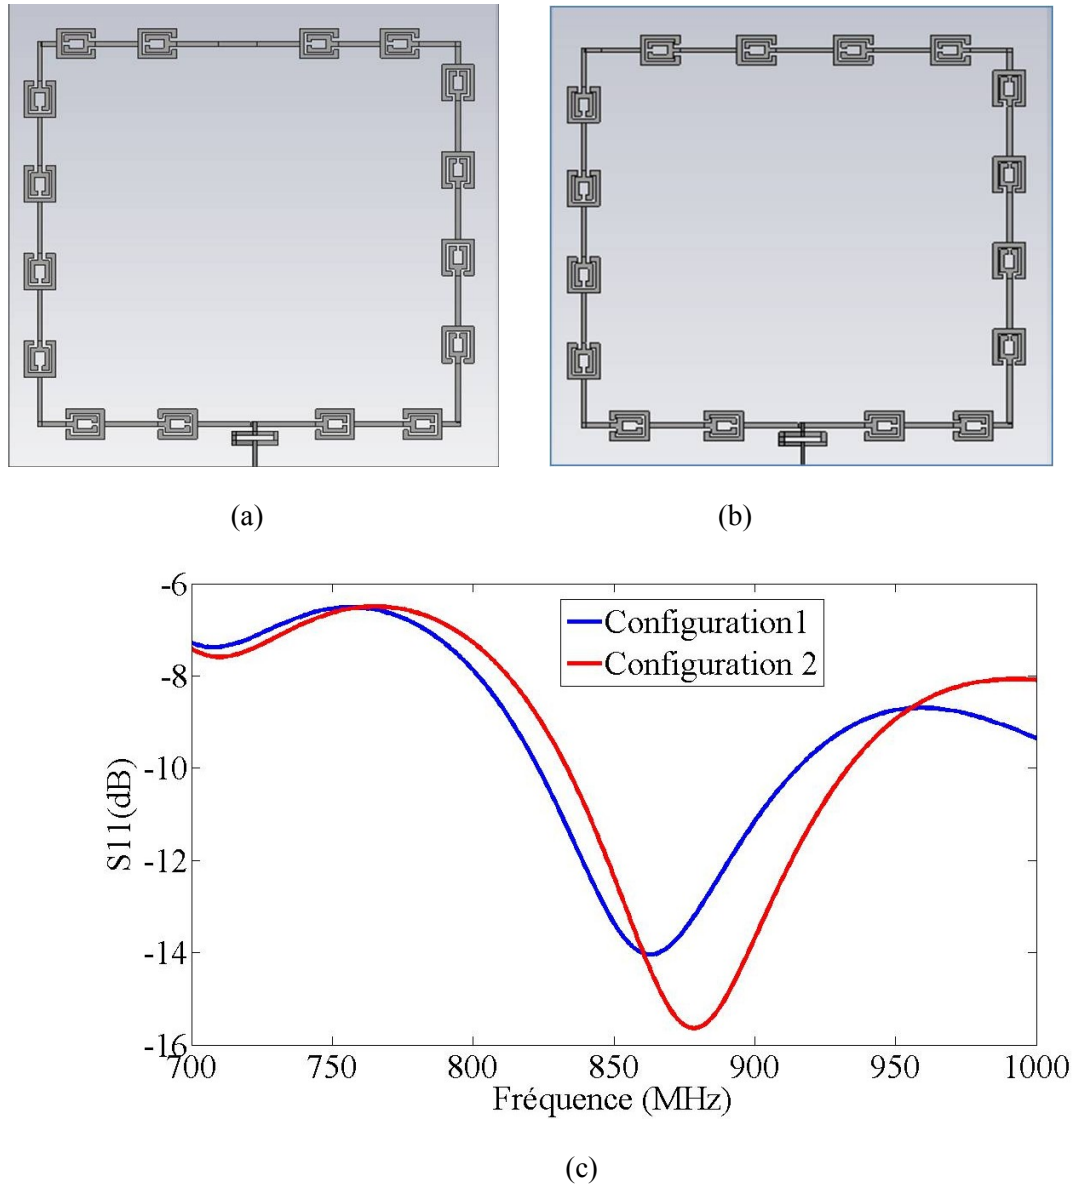 (a)
(b)
-6
-8
-10
-12
-14
-16
S11(dB)
Configuration1
Configuration 2
700
750
800
850
900
950
1000
Fréquence (MHz)
(c)